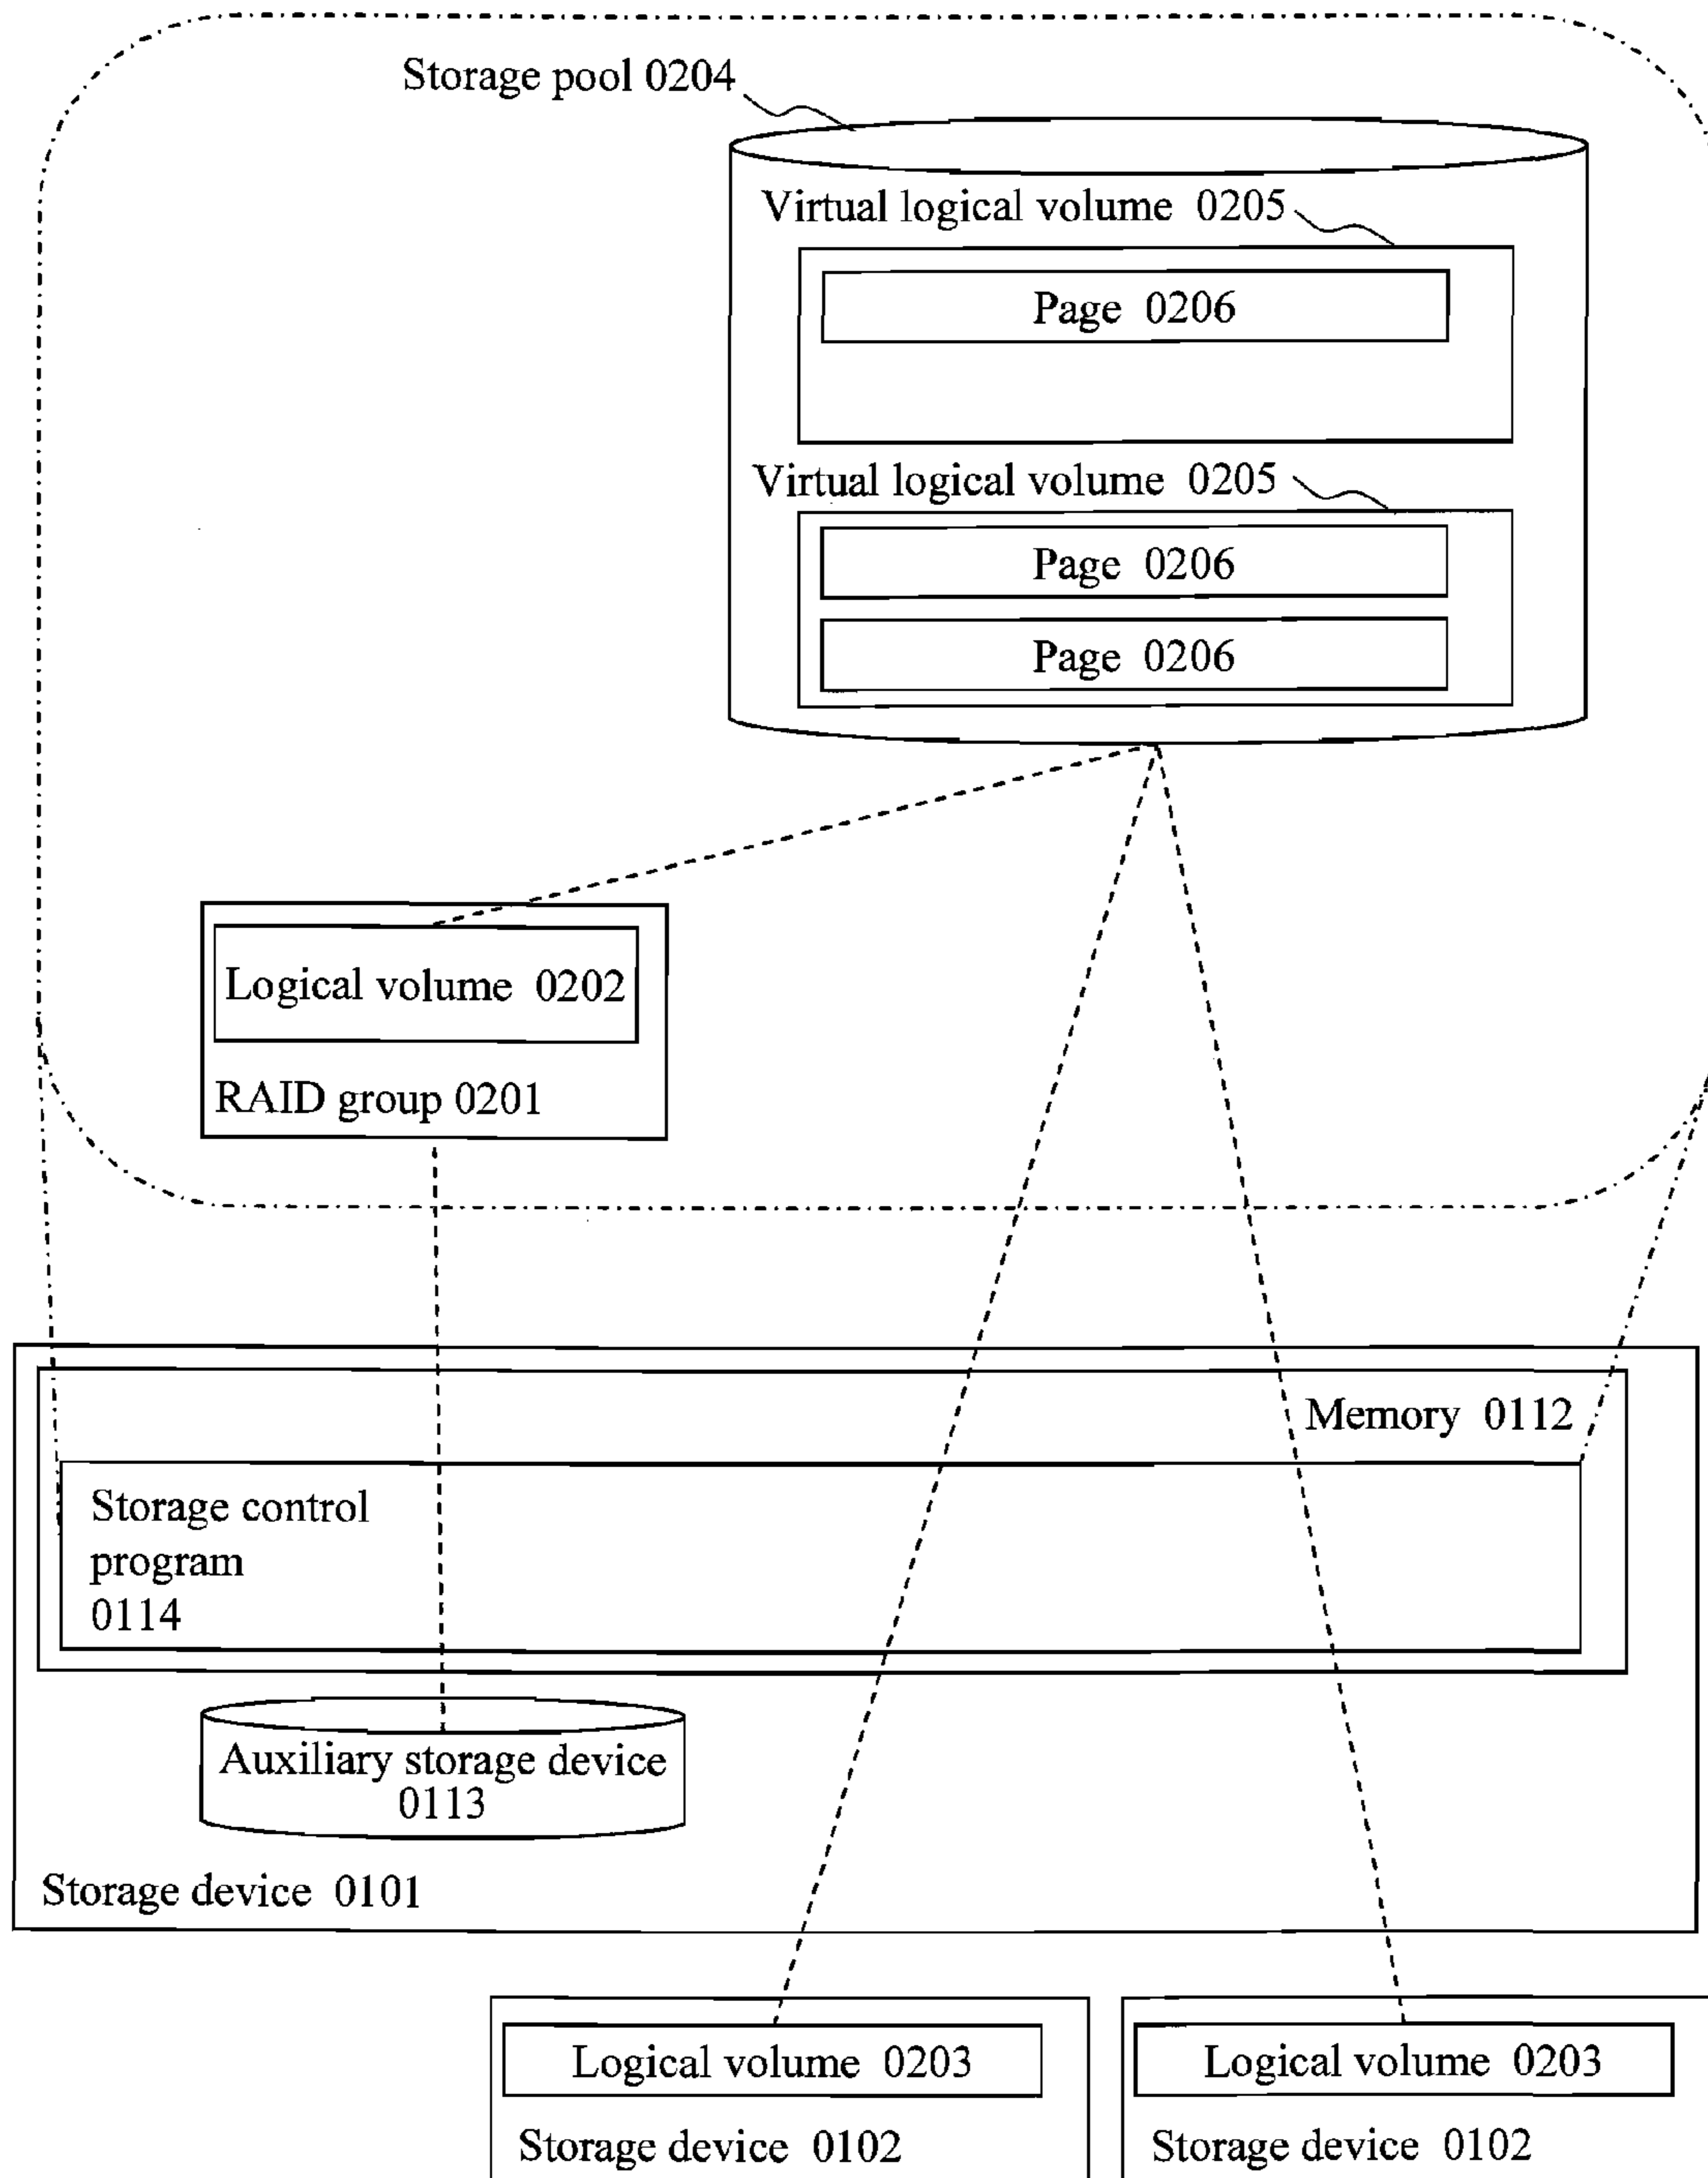 Storage pool 0204
Virtual logical volume 0205
Page 0206
Virtual logical volume 0205
Page 0206
Page 0206
Logical volume 0202
RAID group 0201
Memory 0112
Storage control
program
0114
Auxiliary storage device
0113
Storage device 0101
Logical volume 0203
Storage device 0102
Logical volume 0203
Storage device 0102